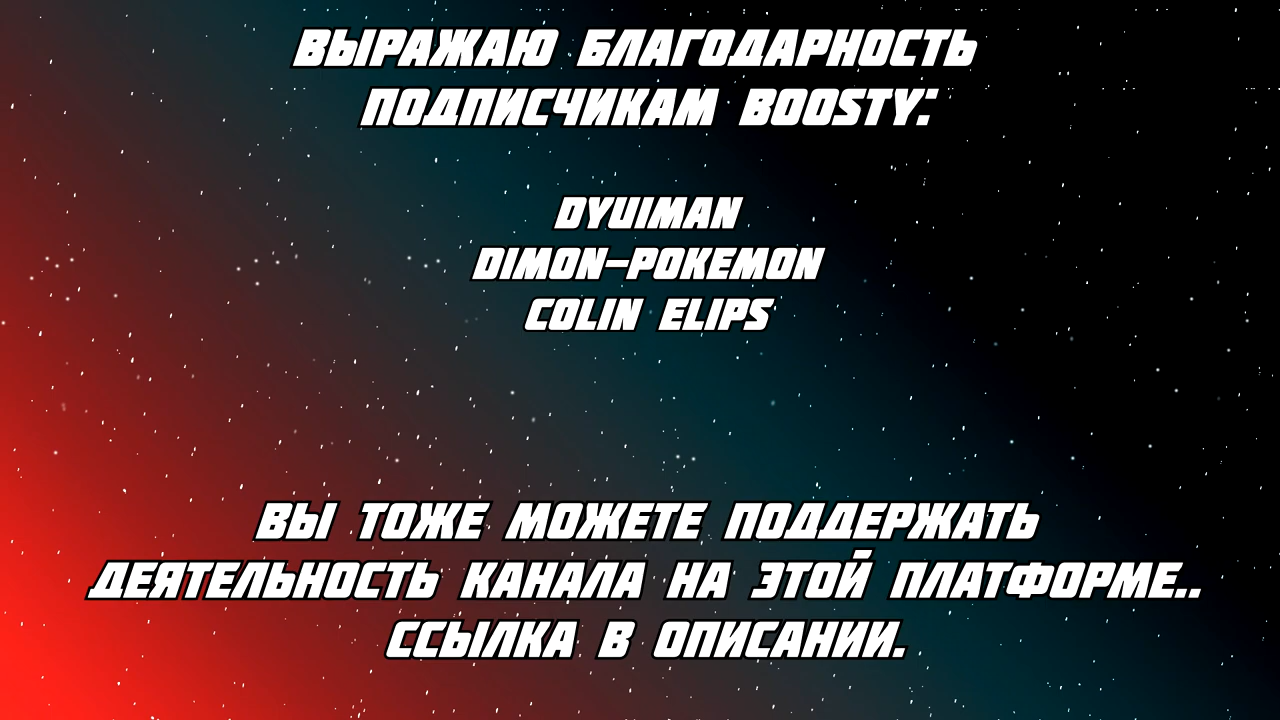 ВЫРАЖАЮ БЛАГОДАРНОСТЬ
ПОДПИСЧИКАМ BOOSTY:
DYUIMAN
DIMON-POKEMON
COLIN ELIPS
ВЫ ТОЖЕ МОЖЕТЕ ПОДДЕРЖАТЬ
ДЕЯТЕЛЬНОСТЬ КАНАЛА НА ЭТОЙ ПЛАТФОРМЕ..
ССЫЛКА В ОПИСАНИИ.